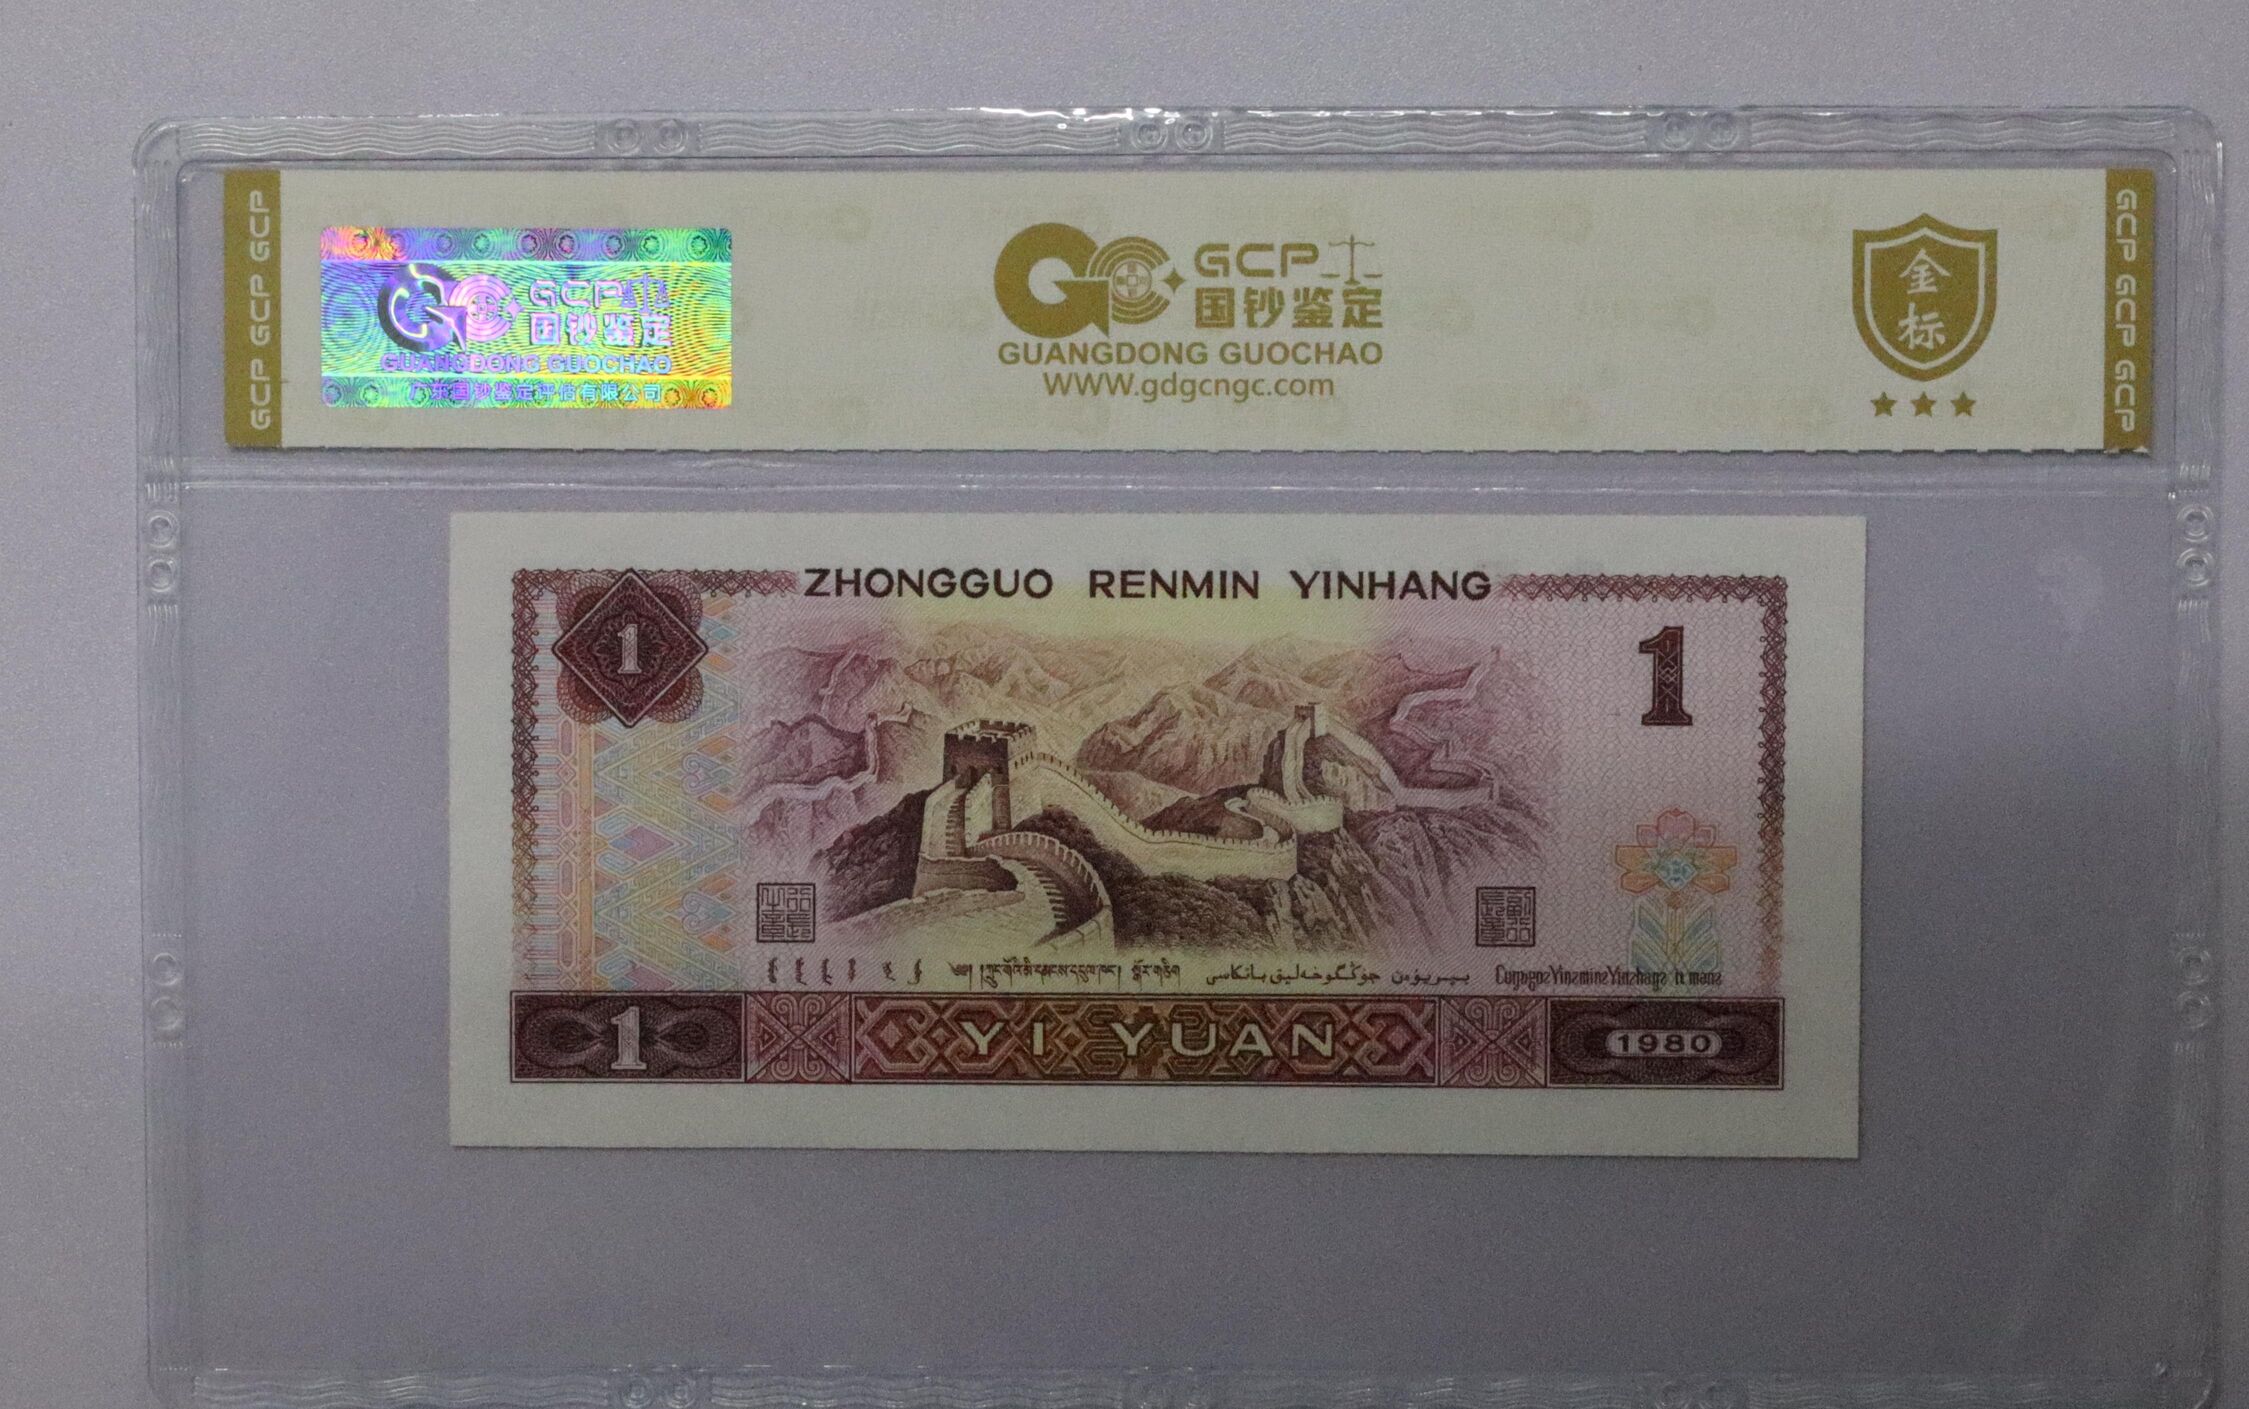 GCP GCP GCP
GCP
国钞鉴定
GUANGDONG GUOCHAO
广东国钞鉴定评估有限公司
GCP
国钞鉴定
GUANGDONG GUOCHAO
WWW.gdgcngc.com
金标
GCP GCP GCP
ZHONGGUO RENMIN YINHANG
1
1
1
YI YUAN
1980